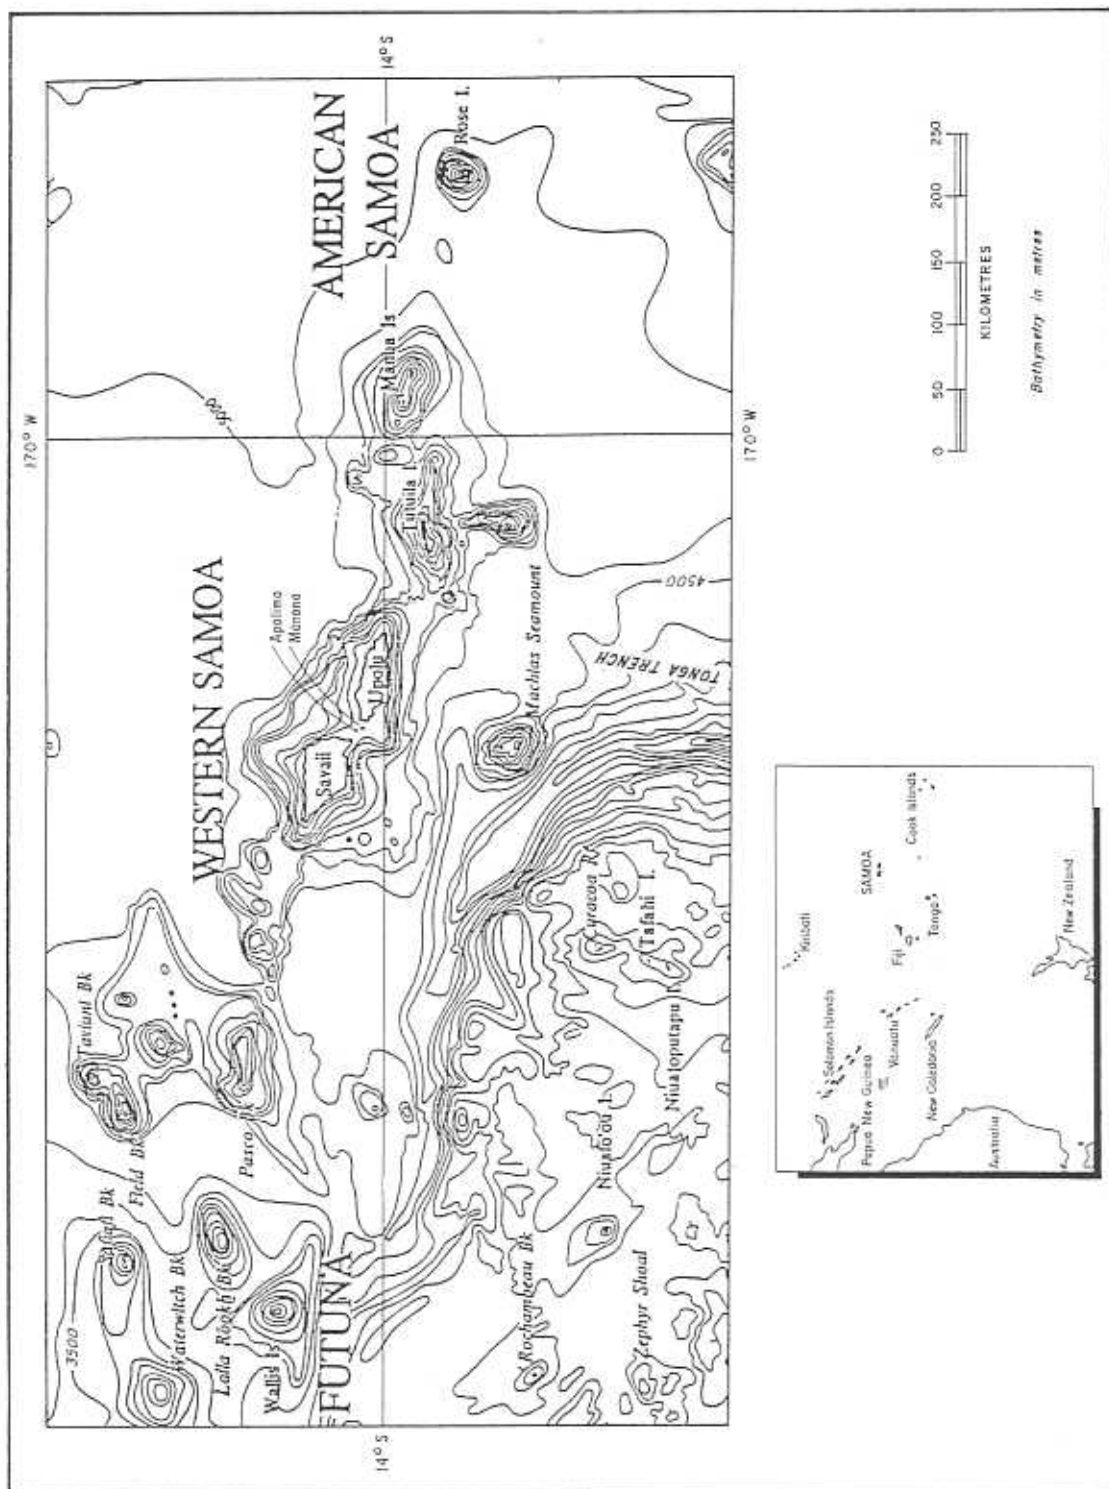 170° W
14° S
14° S
170° W
WESTERN SAMOA
AMERICAN
SAMOA
FUTUNA
3500
Field Bk
Waterwitch Bk
Lalla Rookh Bk
Wallis Is
Pasco
Taviuni Bk
Apolima
Manono
Savaii
Upolu
Tutuila I.
Manua Is
Rose I.
Machias Seamount
TONGA TRENCH
4500
Curacoa R.
Tafahi I.
Niuatoputapu I.
Niuafo'ou I.
Rochambeau Bk
Zephyr Shoal
Kiribati
Solomon Islands
Papua New Guinea
Vanuatu
New Caledonia
Australia
Fiji
Tonga
SAMOA
Cook Islands
New Zealand
0 50 100 150 200 250
KILOMETRES
Bathymetry in metres